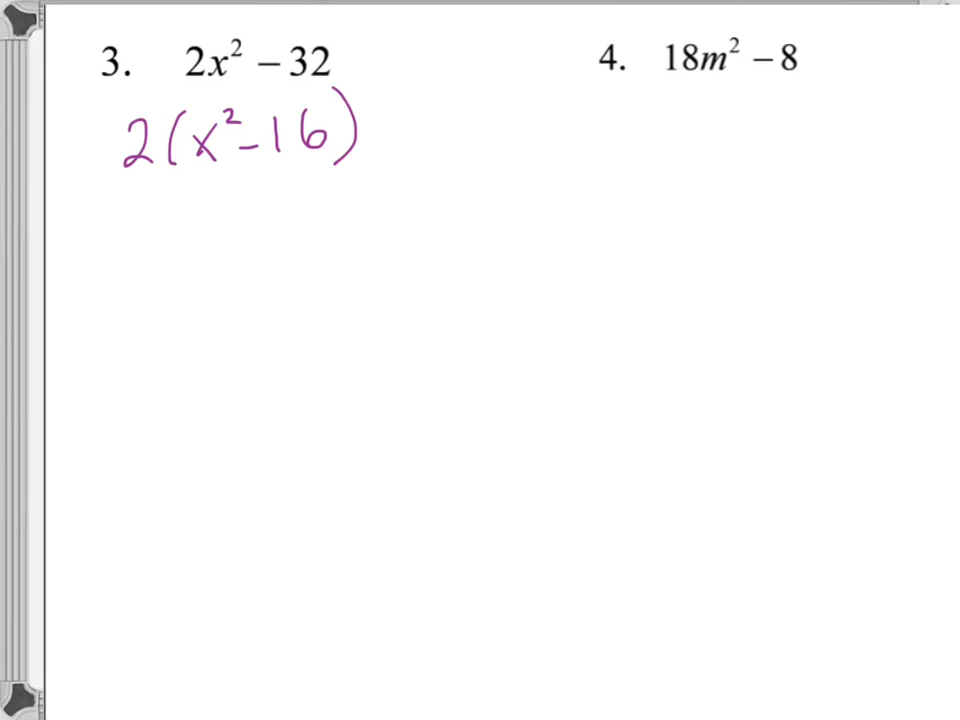 3. 2x² – 32
2(x²-16)
4. 18m² – 8